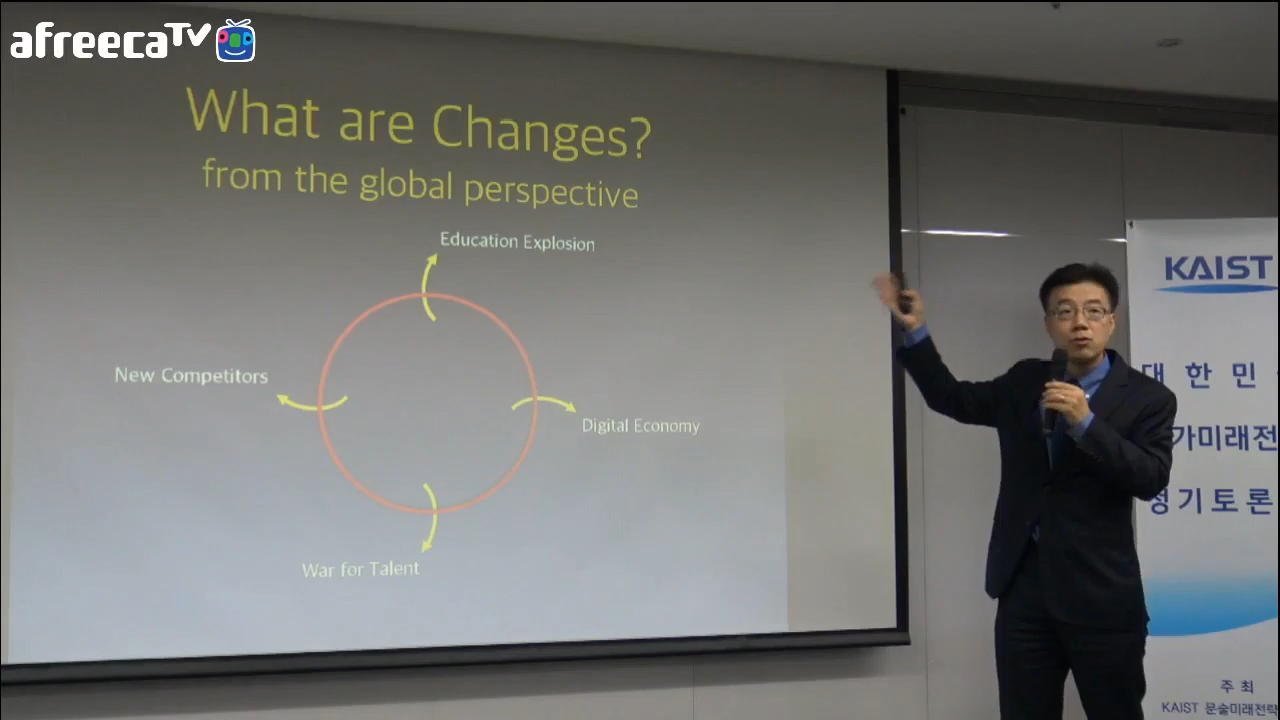 afreecaTV
What are Changes?
from the global perspective
Education Explosion
New Competitors
Digital Economy
War for Talent
KAIST
대한민
가미래전
정기토론
주최
KAIST 문술미래전략